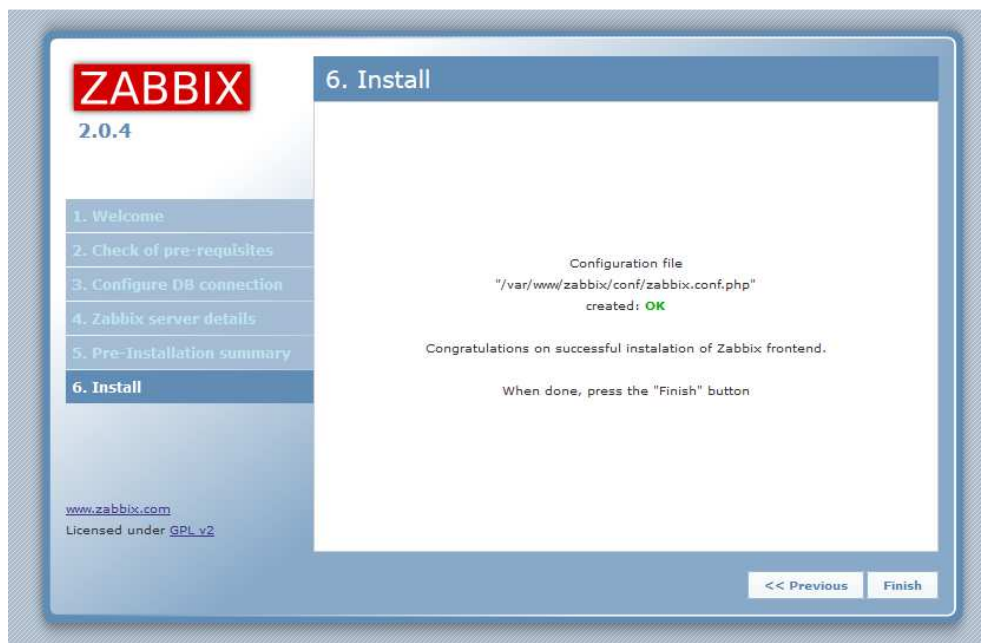 ZABBIX
2.0.4
1. Welcome
2. Check of pre-requisites
3. Configure DB connection
4. Zabbix server details
5. Pre-Installation summary
6. Install
www.zabbix.com
Licensed under GPL v2
6. Install
Configuration file
"/var/www/zabbix/conf/zabbix.conf.php"
created: OK
Congratulations on successful instalation of Zabbix frontend.
When done, press the "Finish" button
<< Previous
Finish